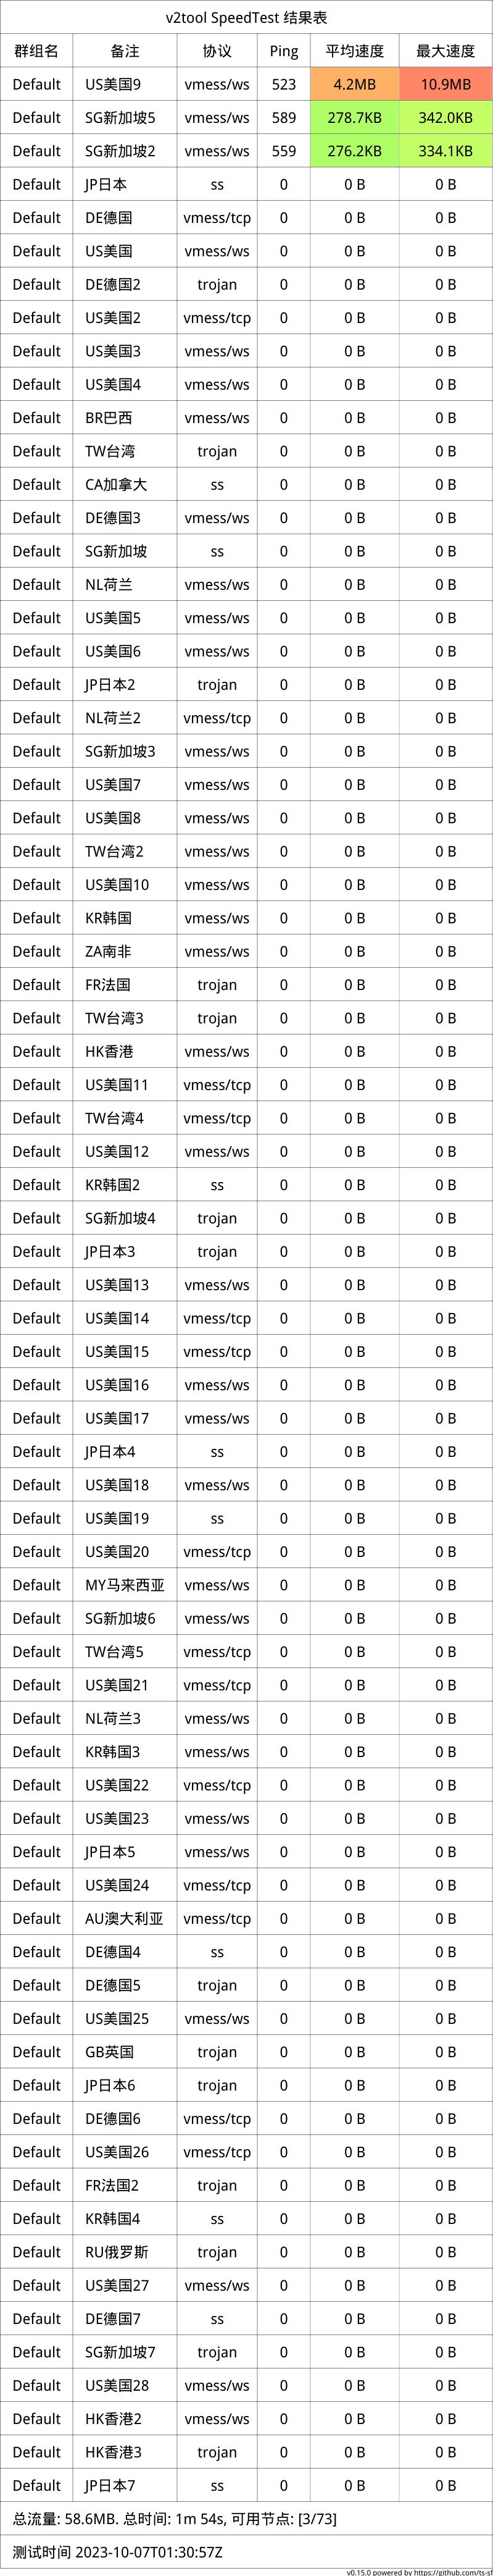 v2tool SpeedTest 结果表
群组名 备注 协议 Ping 平均速度 最大速度
Default US美国9 vmess/ws 523 4.2MB 10.9MB
Default SG新加坡5 vmess/ws 589 278.7KB 342.0KB
Default SG新加坡2 vmess/ws 559 276.2KB 334.1KB
Default JP日本 ss 0 0 B 0 B
Default DE德国 vmess/tcp 0 0 B 0 B
Default US美国 vmess/ws 0 0 B 0 B
Default DE德国2 trojan 0 0 B 0 B
Default US美国2 vmess/tcp 0 0 B 0 B
Default US美国3 vmess/ws 0 0 B 0 B
Default US美国4 vmess/ws 0 0 B 0 B
Default BR巴西 vmess/ws 0 0 B 0 B
Default TW台湾 trojan 0 0 B 0 B
Default CA加拿大 ss 0 0 B 0 B
Default DE德国3 vmess/ws 0 0 B 0 B
Default SG新加坡 ss 0 0 B 0 B
Default NL荷兰 vmess/ws 0 0 B 0 B
Default US美国5 vmess/ws 0 0 B 0 B
Default US美国6 vmess/ws 0 0 B 0 B
Default JP日本2 trojan 0 0 B 0 B
Default NL荷兰2 vmess/tcp 0 0 B 0 B
Default SG新加坡3 vmess/ws 0 0 B 0 B
Default US美国7 vmess/ws 0 0 B 0 B
Default US美国8 vmess/ws 0 0 B 0 B
Default TW台湾2 vmess/ws 0 0 B 0 B
Default US美国10 vmess/ws 0 0 B 0 B
Default KR韩国 vmess/ws 0 0 B 0 B
Default ZA南非 vmess/ws 0 0 B 0 B
Default FR法国 trojan 0 0 B 0 B
Default TW台湾3 trojan 0 0 B 0 B
Default HK香港 vmess/ws 0 0 B 0 B
Default US美国11 vmess/tcp 0 0 B 0 B
Default TW台湾4 vmess/tcp 0 0 B 0 B
Default US美国12 vmess/ws 0 0 B 0 B
Default KR韩国2 ss 0 0 B 0 B
Default SG新加坡4 trojan 0 0 B 0 B
Default JP日本3 trojan 0 0 B 0 B
Default US美国13 vmess/ws 0 0 B 0 B
Default US美国14 vmess/tcp 0 0 B 0 B
Default US美国15 vmess/tcp 0 0 B 0 B
Default US美国16 vmess/ws 0 0 B 0 B
Default US美国17 vmess/ws 0 0 B 0 B
Default JP日本4 ss 0 0 B 0 B
Default US美国18 vmess/ws 0 0 B 0 B
Default US美国19 ss 0 0 B 0 B
Default US美国20 vmess/tcp 0 0 B 0 B
Default MY马来西亚 vmess/ws 0 0 B 0 B
Default SG新加坡6 vmess/ws 0 0 B 0 B
Default TW台湾5 vmess/tcp 0 0 B 0 B
Default US美国21 vmess/tcp 0 0 B 0 B
Default NL荷兰3 vmess/ws 0 0 B 0 B
Default KR韩国3 vmess/ws 0 0 B 0 B
Default US美国22 vmess/tcp 0 0 B 0 B
Default US美国23 vmess/ws 0 0 B 0 B
Default JP日本5 vmess/ws 0 0 B 0 B
Default US美国24 vmess/tcp 0 0 B 0 B
Default AU澳大利亚 vmess/tcp 0 0 B 0 B
Default DE德国4 ss 0 0 B 0 B
Default DE德国5 trojan 0 0 B 0 B
Default US美国25 vmess/ws 0 0 B 0 B
Default GB英国 trojan 0 0 B 0 B
Default JP日本6 trojan 0 0 B 0 B
Default DE德国6 vmess/tcp 0 0 B 0 B
Default US美国26 vmess/tcp 0 0 B 0 B
Default FR法国2 trojan 0 0 B 0 B
Default KR韩国4 ss 0 0 B 0 B
Default RU俄罗斯 trojan 0 0 B 0 B
Default US美国27 vmess/ws 0 0 B 0 B
Default DE德国7 ss 0 0 B 0 B
Default SG新加坡7 trojan 0 0 B 0 B
Default US美国28 vmess/ws 0 0 B 0 B
Default HK香港2 vmess/ws 0 0 B 0 B
Default HK香港3 trojan 0 0 B 0 B
Default JP日本7 ss 0 0 B 0 B
总流量: 58.6MB. 总时间: 1m 54s, 可用节点: [3/73]
测试时间 2023-10-07T01:30:57Z
v0.15.0 powered by https://github.com/ts-sf